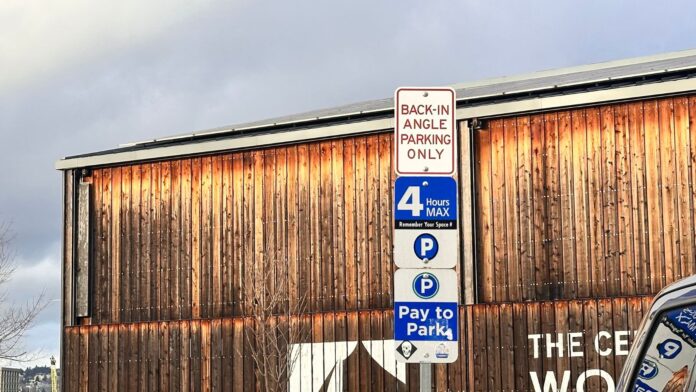 BACK-IN
ANGLE
PARKING
ONLY
4 Hours
MAX
Remember Your Space #
P
P
Pay to
Park
THE CE
WO